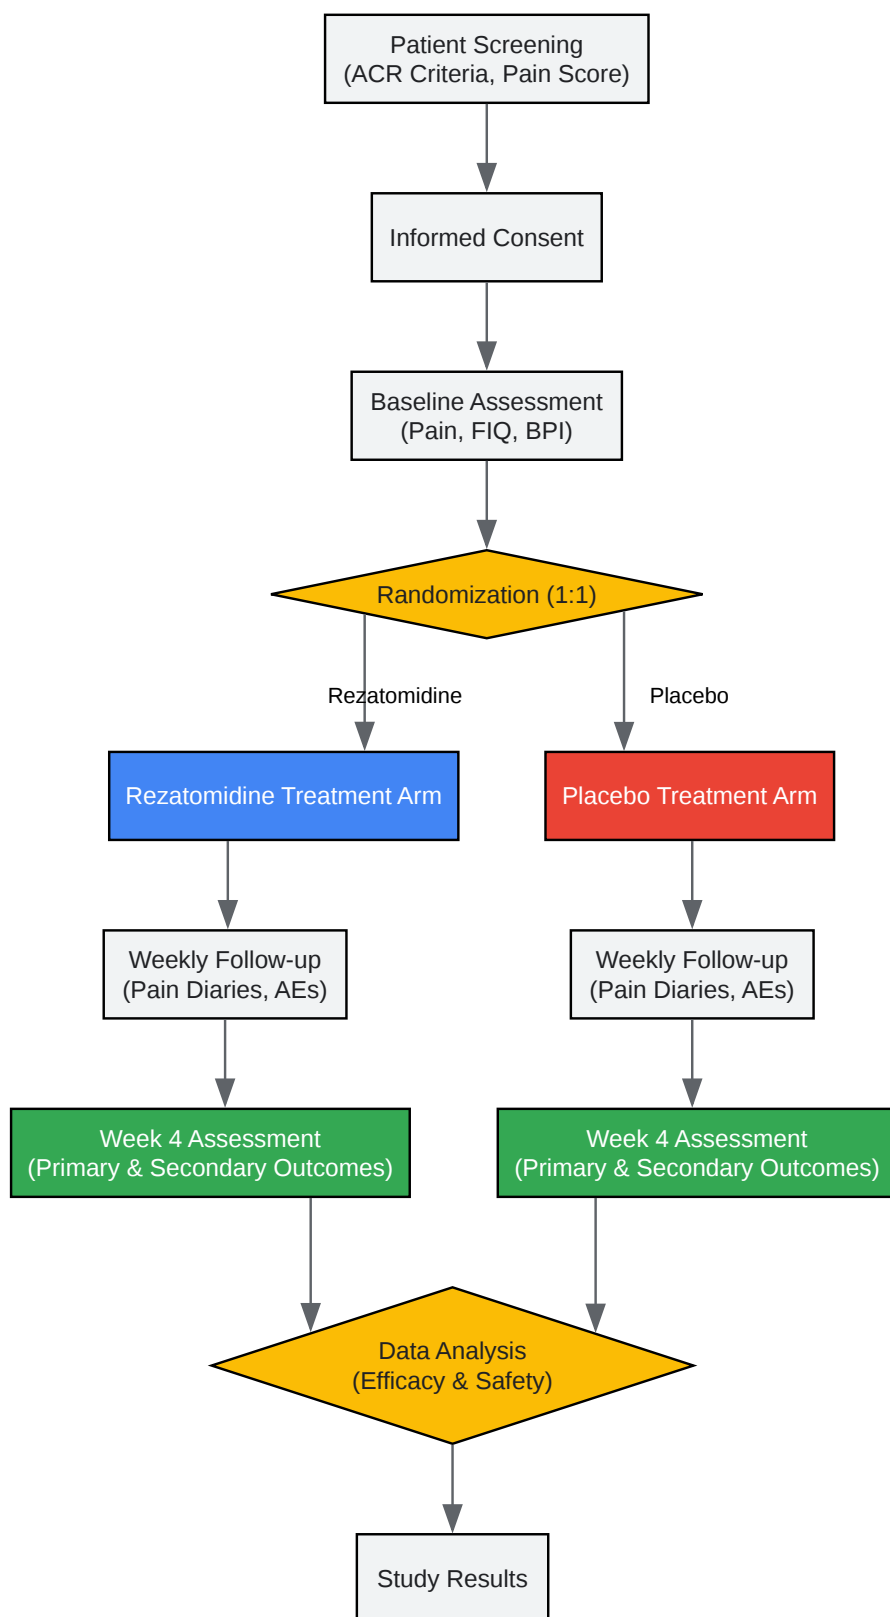 Patient Screening
(ACR Criteria, Pain Score)
Informed Consent
Baseline Assessment
(Pain, FIQ, BPI)
Randomization (1:1)
Rezatomidine
Placebo
Rezatomidine Treatment Arm
Placebo Treatment Arm
Weekly Follow-up
(Pain Diaries, AEs)
Weekly Follow-up
(Pain Diaries, AEs)
Week 4 Assessment
(Primary & Secondary Outcomes)
Week 4 Assessment
(Primary & Secondary Outcomes)
Data Analysis
(Efficacy & Safety)
Study Results